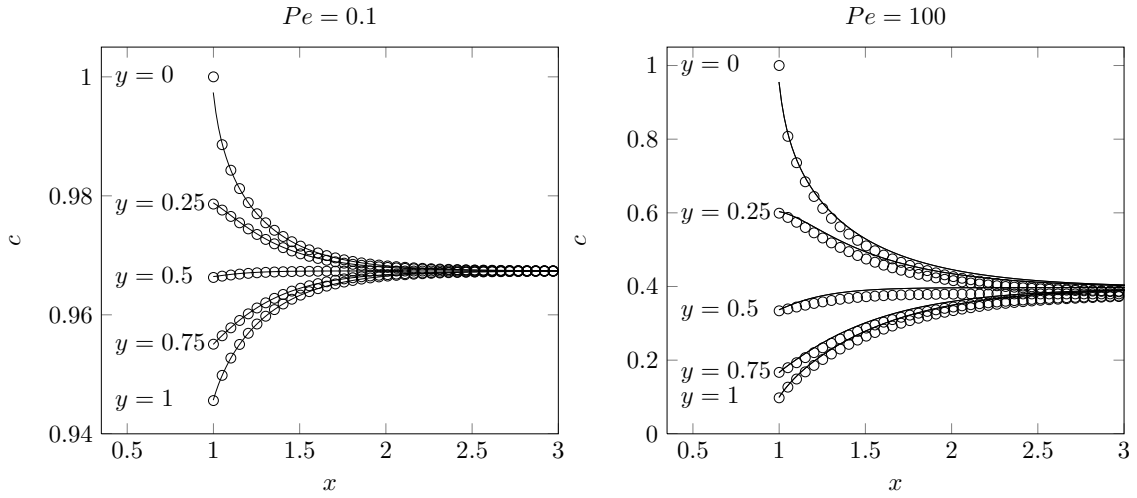 Pe = 0.1
1
0.98
0.96
0.94
c
y = 0
y = 0.25
y = 0.5
y = 0.75
y = 1
0.5 1 1.5 2 2.5 3
x
Pe = 100
1
0.8
0.6
0.4
0.2
0
c
y = 0
y = 0.25
y = 0.5
y = 0.75
y = 1
0.5 1 1.5 2 2.5 3
x